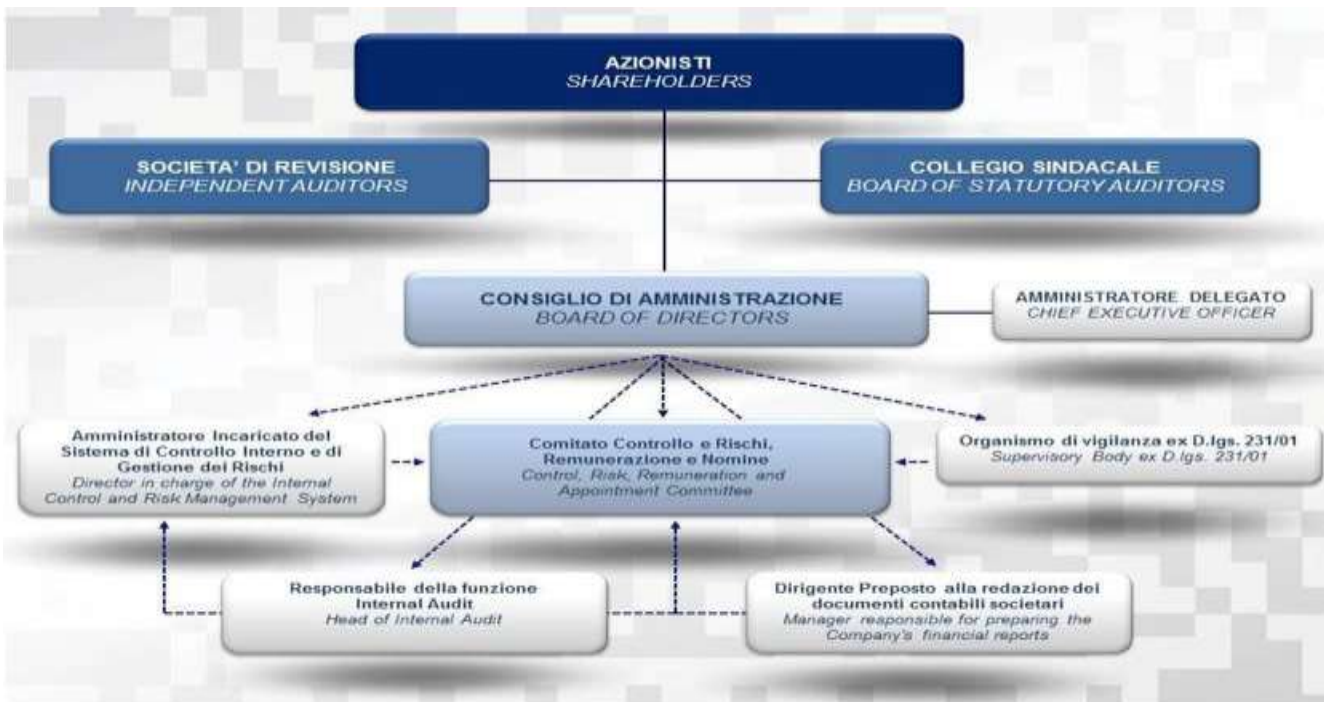 AZIONISTI
SHAREHOLDERS
SOCIETA' DI REVISIONE
INDEPENDENT AUDITORS
COLLEGIO SINDACALE
BOARD OF STATUTORY AUDITORS
CONSIGLIO DI AMMINISTRAZIONE
BOARD OF DIRECTORS
AMMINISTRATORE DELEGATO
CHIEF EXECUTIVE OFFICER
Amministratore Incaricato del
Sistema di Controllo Interno e di
Gestione dei Rischi
Director in charge of the Internal
Control and Risk Management System
Comitato Controllo e Rischi,
Remunerazione e Nomine
Control, Risk, Remuneration and
Appointment Committee
Organismo di vigilanza ex D.lgs. 231/01
Supervisory Body ex D.lgs. 231/01
Responsabile della funzione
Internal Audit
Head of Internal Audit
Dirigente Preposto alla redazione dei
documenti contabili societari
Manager responsible for preparing the
Company's financial reports